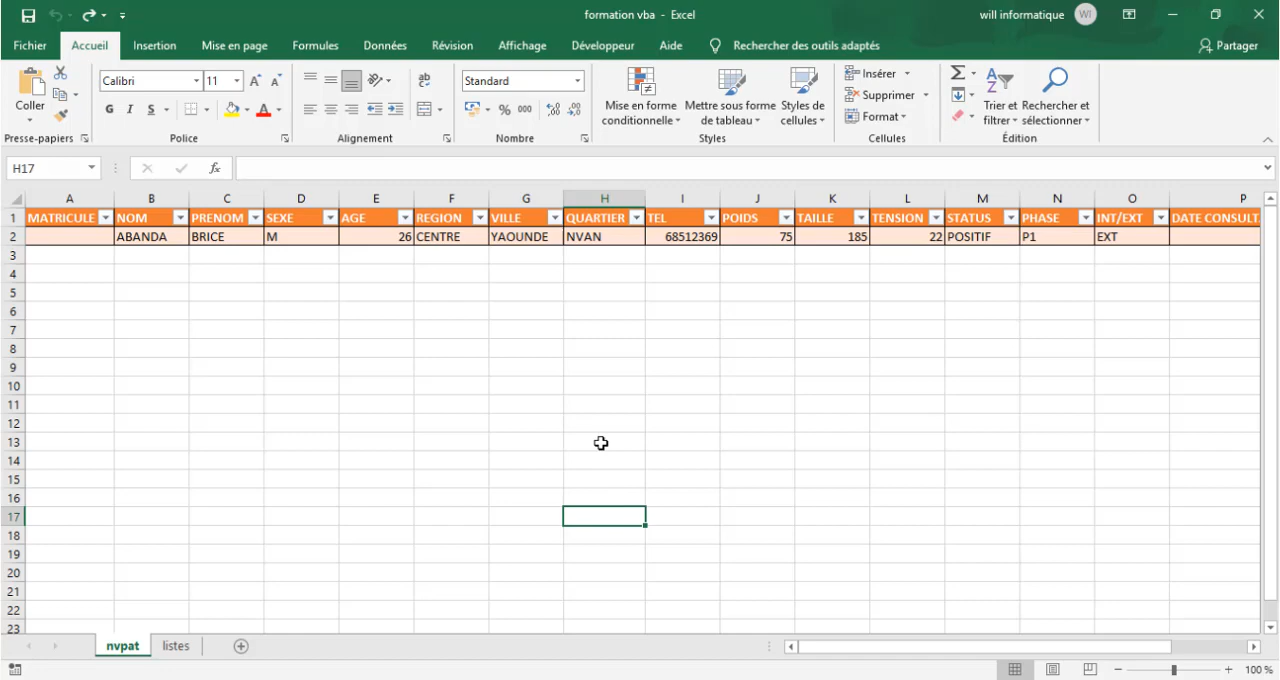 formation vba - Excel
will informatique WI
Fichier Accueil Insertion Mise en page Formules Données Révision Affichage Développeur Aide Rechercher des outils adaptés Partager
Coller
Presse-papiers
Calibri 11
G I S
Police
ab
Alignement
Standard
% 000
Nombre
Mise en forme conditionnelle
Mettre sous forme de tableau
Styles de cellules
Styles
Insérer
Supprimer
Format
Cellules
Trier et filtrer
Rechercher et sélectionner
Édition
H17 fx
A B C D E F G H I J K L M N O P
1 MATRICULE NOM PRENOM SEXE AGE REGION VILLE QUARTIER TEL POIDS TAILLE TENSION STATUS PHASE INT/EXT DATE CONSULT
2 ABANDA BRICE M 26 CENTRE YAOUNDE NVAN 68512369 75 185 22 POSITIF P1 EXT
3
4
5
6
7
8
9
10
11
12
13
14
15
16
17
18
19
20
21
22
23
nvpat listes
100 %